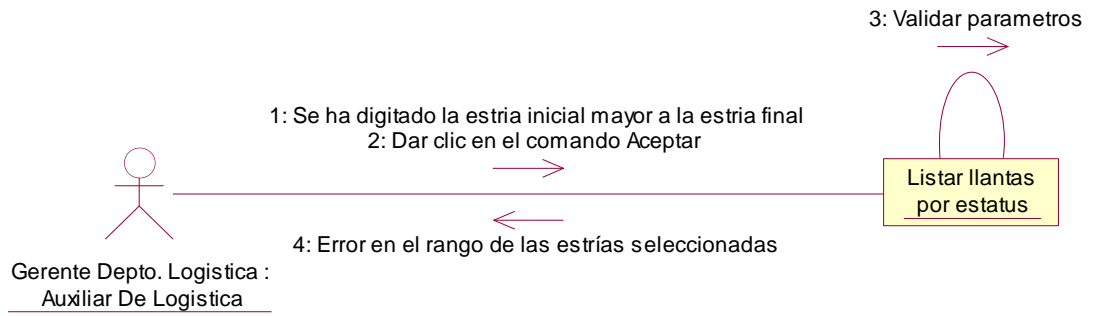 3: Validar parametros
1: Se ha digitado la estria inicial mayor a la estria final
2: Dar clic en el comando Aceptar
Listar llantas
por estatus
4: Error en el rango de las estrías seleccionadas
Gerente Depto. Logistica :
Auxiliar De Logistica